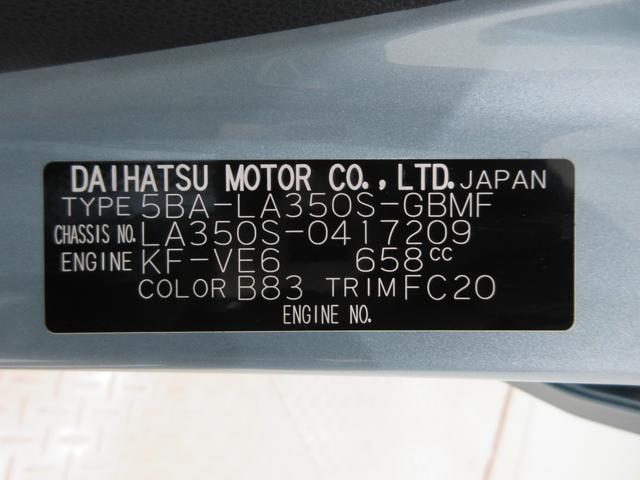 DAIHATSU MOTOR CO., LTD. JAPAN
TYPE 5BA-LA350S-GBMF
CHASSIS NO. LA350S-0417209
ENGINE KF-VE6 658cc
COLOR B83 TRIM FC20
ENGINE NO.